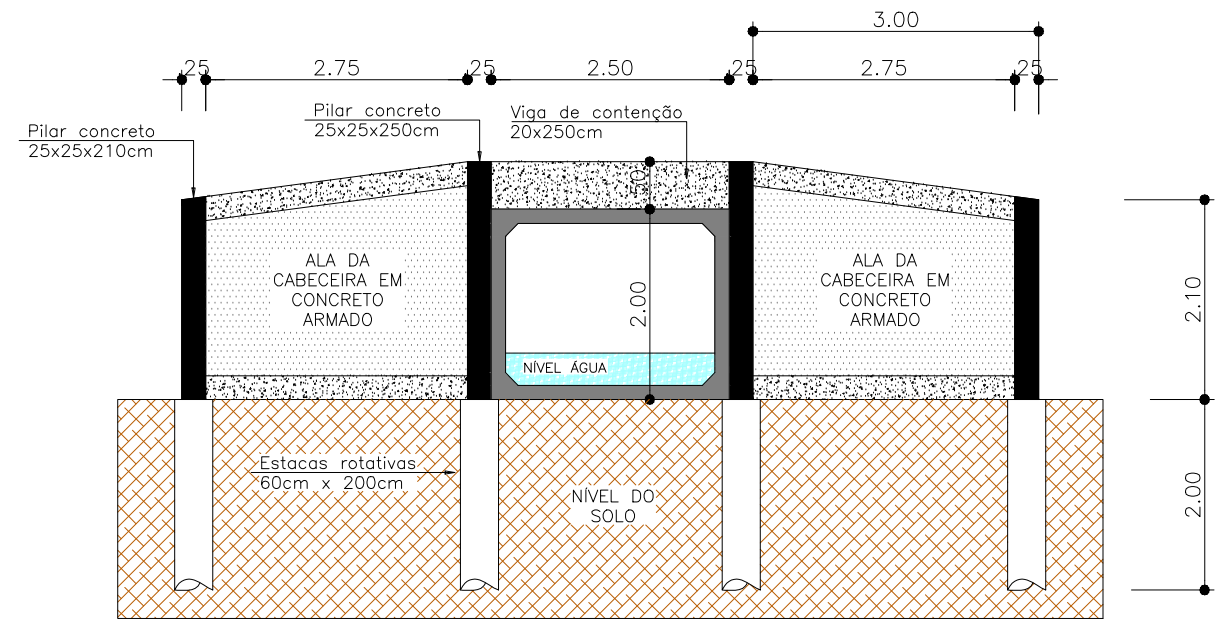 3.00
25
2.75
25
2.50
25
2.75
25
Pilar concreto
25x25x250cm
Viga de contenção
20x250cm
Pilar concreto
25x25x210cm
.50
ALA DA
CABECEIRA EM
CONCRETO
ARMADO
2.00
ALA DA
CABECEIRA EM
CONCRETO
ARMADO
2.10
NÍVEL ÁGUA
Estacas rotativas
60cm x 200cm
NÍVEL DO
SOLO
2.00